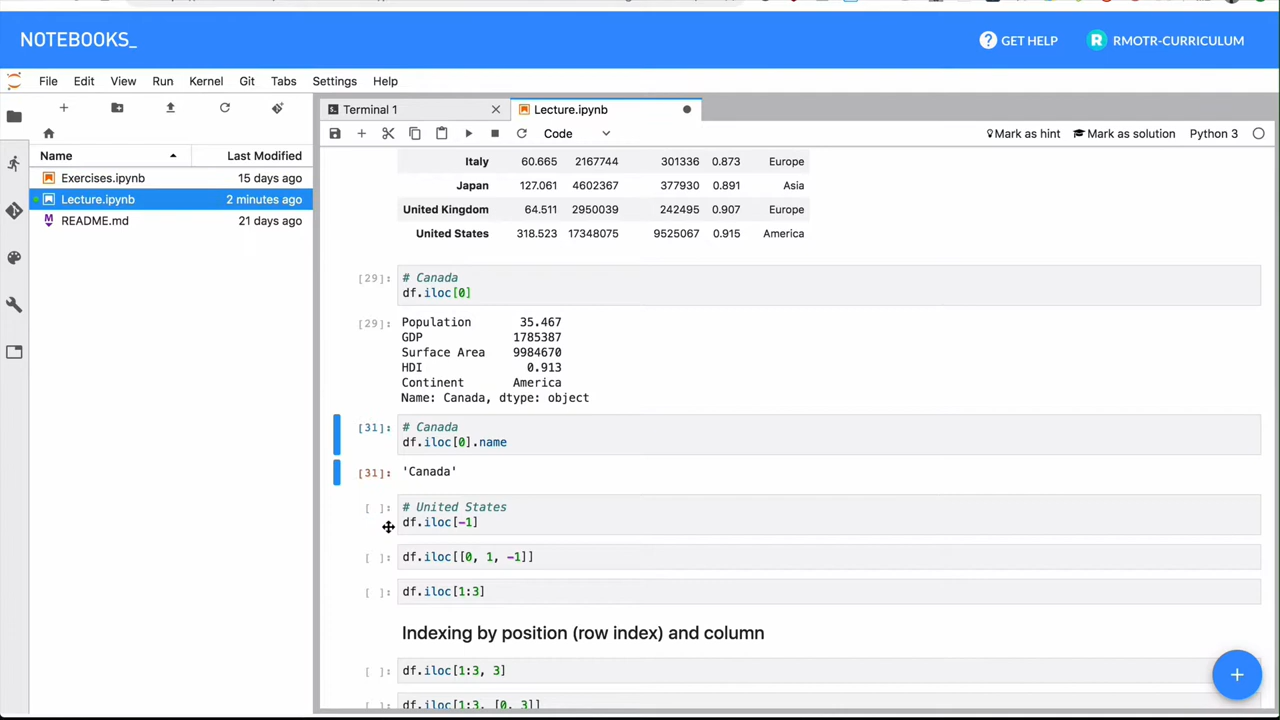 NOTEBOOKS_
GET HELP
R RMOTR-CURRICULUM
File Edit View Run Kernel Git Tabs Settings Help
Terminal 1
Lecture.ipynb
Code
Mark as hint
Mark as solution
Python 3
Name Last Modified
Exercises.ipynb 15 days ago
Lecture.ipynb 2 minutes ago
README.md 21 days ago
Italy 60.665 2167744 301336 0.873 Europe
Japan 127.061 4602367 377930 0.891 Asia
United Kingdom 64.511 2950039 242495 0.907 Europe
United States 318.523 17348075 9525067 0.915 America
[29]: # Canada
df.iloc[0]
[29]: Population 35.467
GDP 1785387
Surface Area 9984670
HDI 0.913
Continent America
Name: Canada, dtype: object
[31]: # Canada
df.iloc[0].name
[31]: 'Canada'
[ ]: # United States
df.iloc[-1]
[ ]: df.iloc[[0, 1, -1]]
[ ]: df.iloc[1:3]
Indexing by position (row index) and column
[ ]: df.iloc[1:3, 3]
[ ]: df.iloc[1:3, [0, 3]]